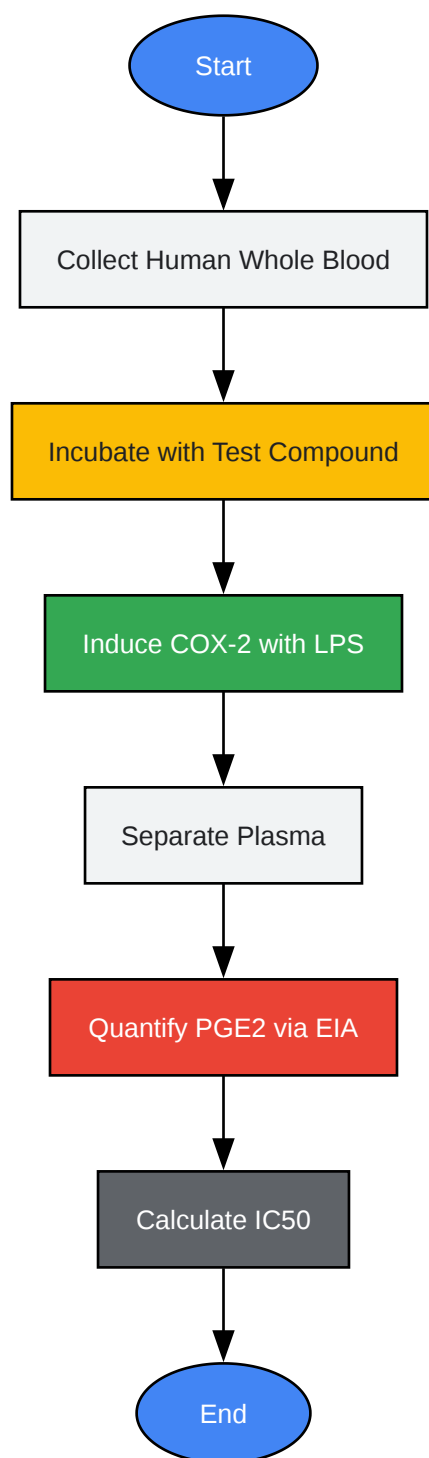 Start
Collect Human Whole Blood
Incubate with Test Compound
Induce COX-2 with LPS
Separate Plasma
Quantify PGE2 via EIA
Calculate IC50
End